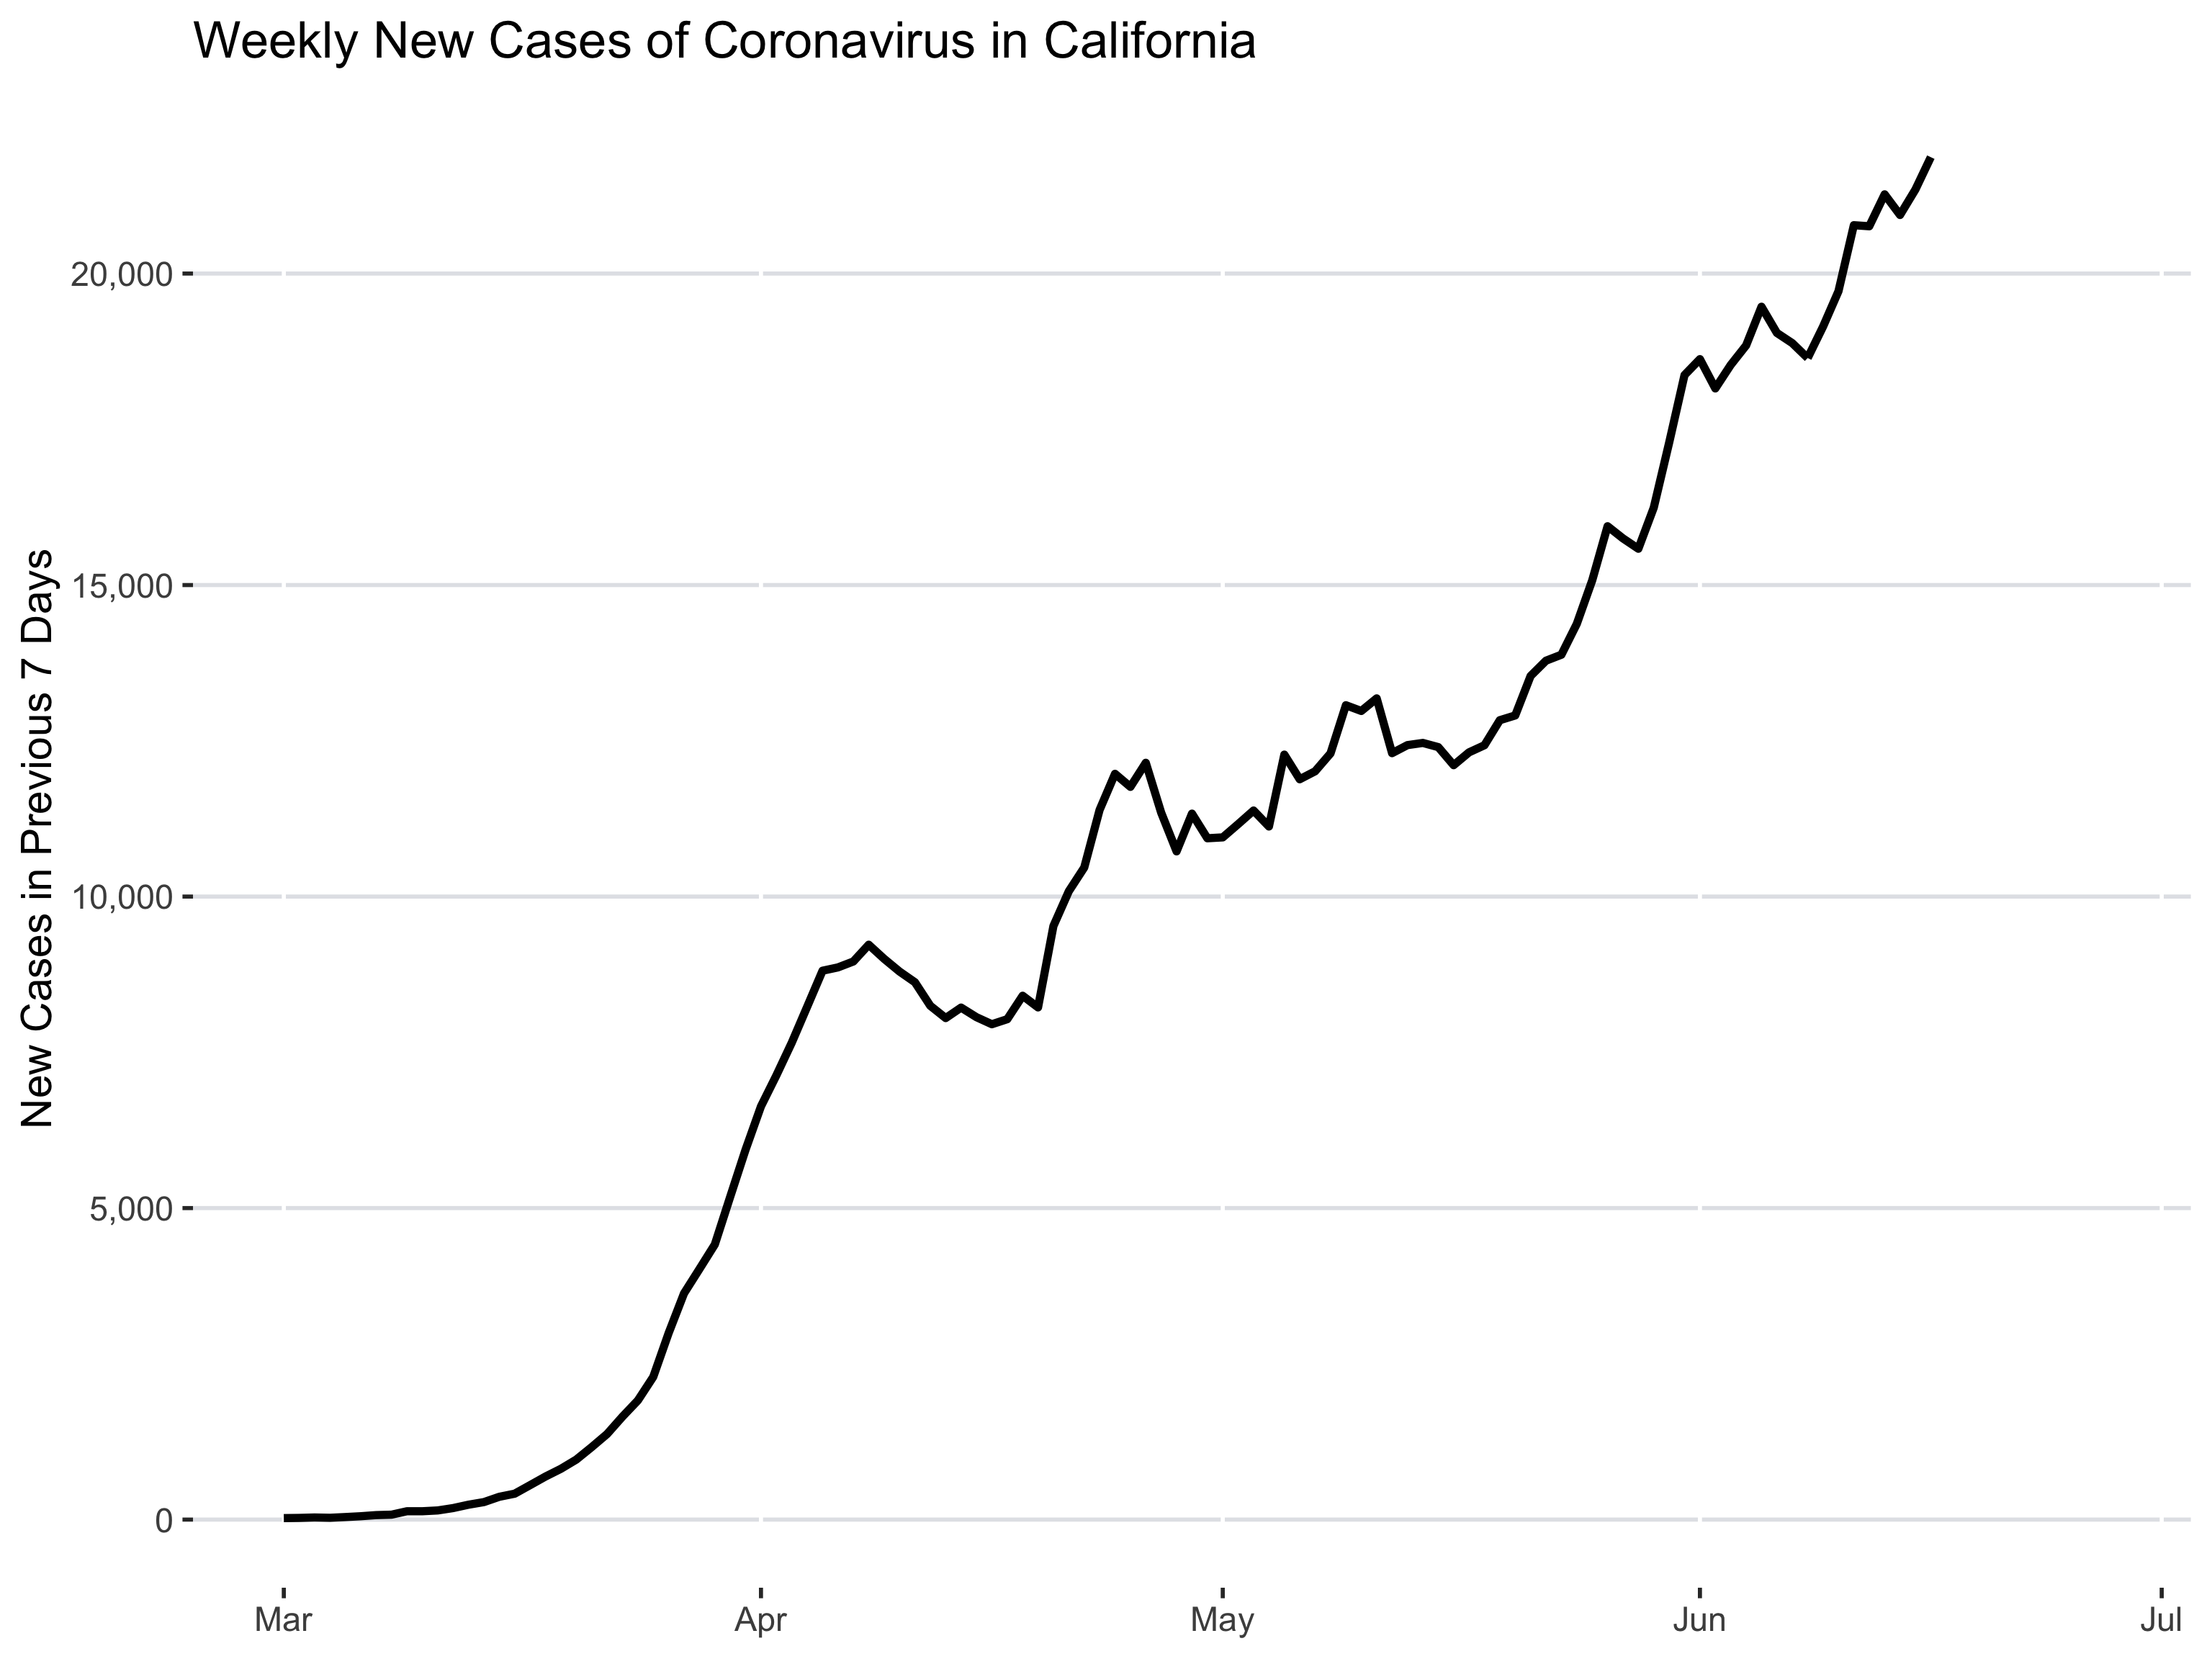 Weekly New Cases of Coronavirus in California
New Cases in Previous 7 Days
20,000
15,000
10,000
5,000
0
Mar
Apr
May
Jun
Jul